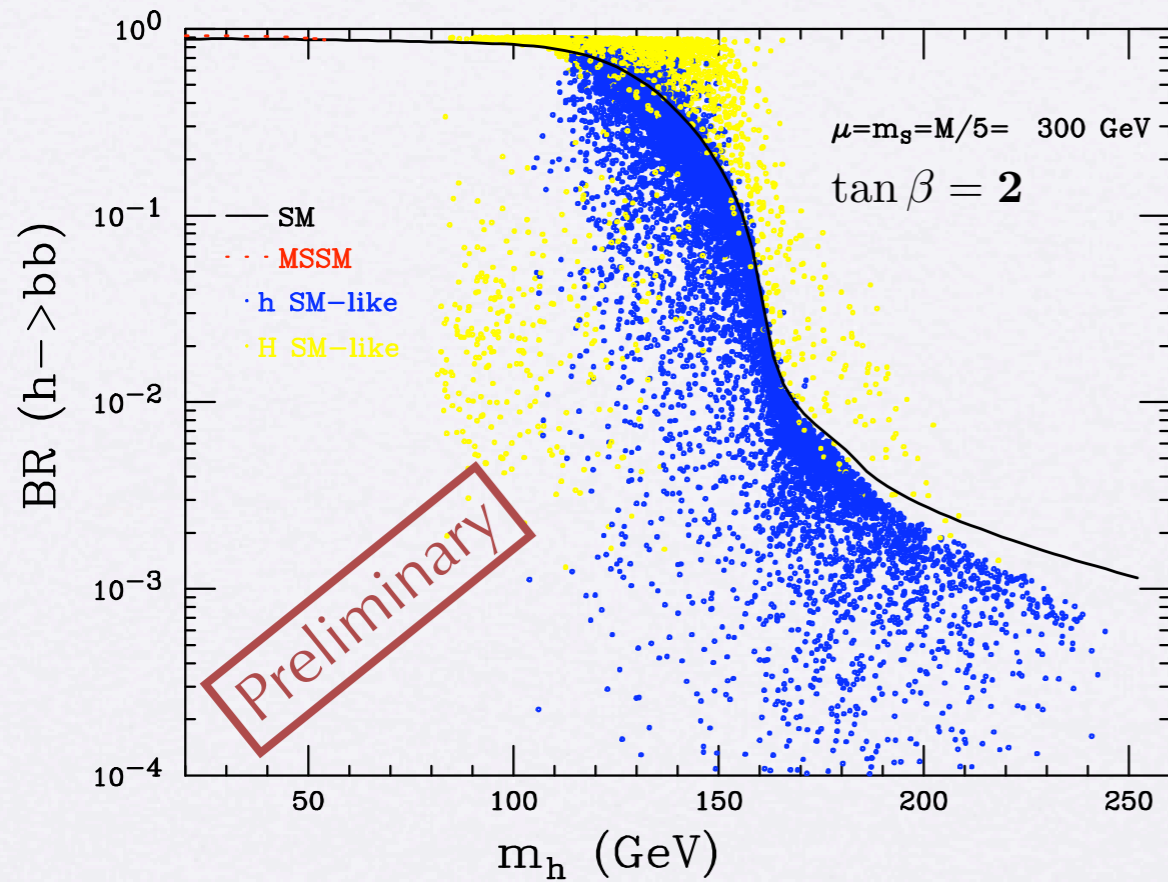 10^0
10^−1
10^−2
10^−3
10^−4
BR (h−>bb)
μ=m_s=M/5= 300 GeV
tan β = 2
SM
MSSM
h SM−like
H SM−like
Preliminary
50 100 150 200 250
m_h (GeV)